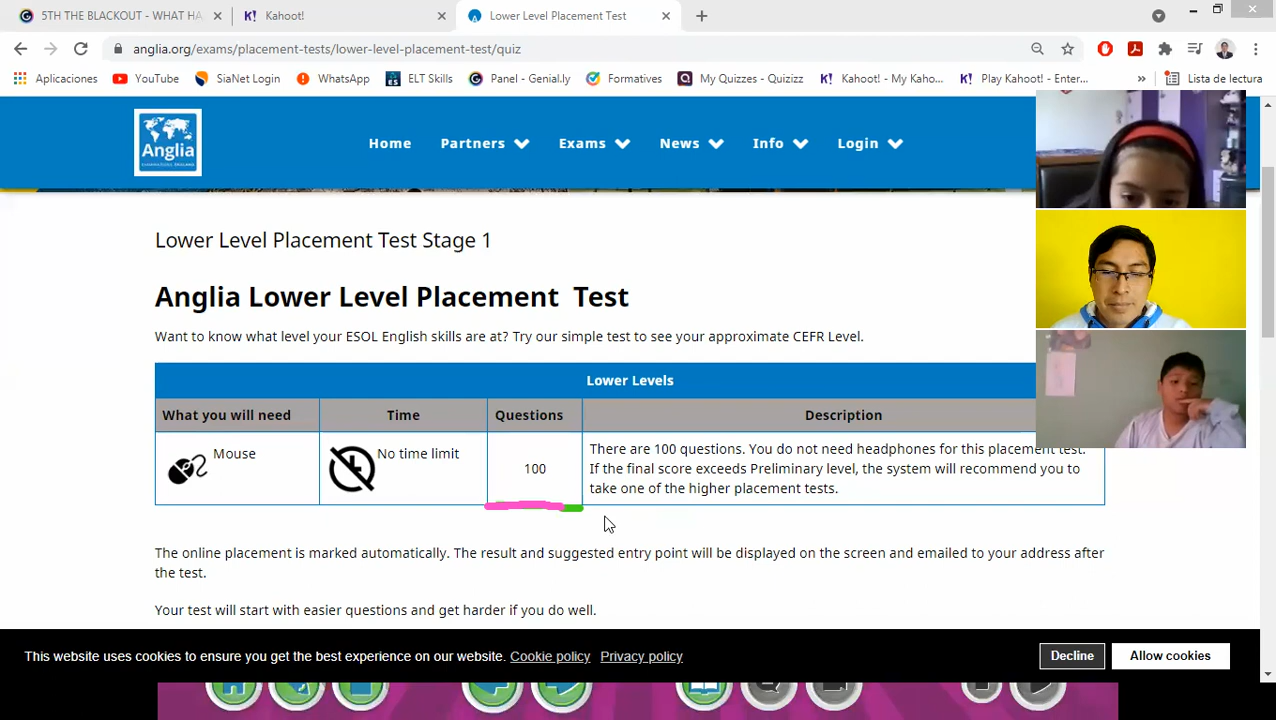 5TH THE BLACKOUT - WHAT HA
Kahoot!
Lower Level Placement Test
anglia.org/exams/placement-tests/lower-level-placement-test/quiz
Aplicaciones YouTube SiaNet Login WhatsApp ELT Skills Panel - Genial.ly Formatives My Quizzes - Quizizz Kahoot! - My Kaho... Play Kahoot! - Enter... » Lista de lectura
Anglia
Home Partners Exams News Info Login
Lower Level Placement Test Stage 1
Anglia Lower Level Placement Test
Want to know what level your ESOL English skills are at? Try our simple test to see your approximate CEFR Level.
Lower Levels
What you will need Time Questions Description
Mouse No time limit 100
There are 100 questions. You do not need headphones for this placement test.
If the final score exceeds Preliminary level, the system will recommend you to
take one of the higher placement tests.
The online placement is marked automatically. The result and suggested entry point will be displayed on the screen and emailed to your address after
the test.
Your test will start with easier questions and get harder if you do well.
This website uses cookies to ensure you get the best experience on our website. Cookie policy Privacy policy Decline Allow cookies